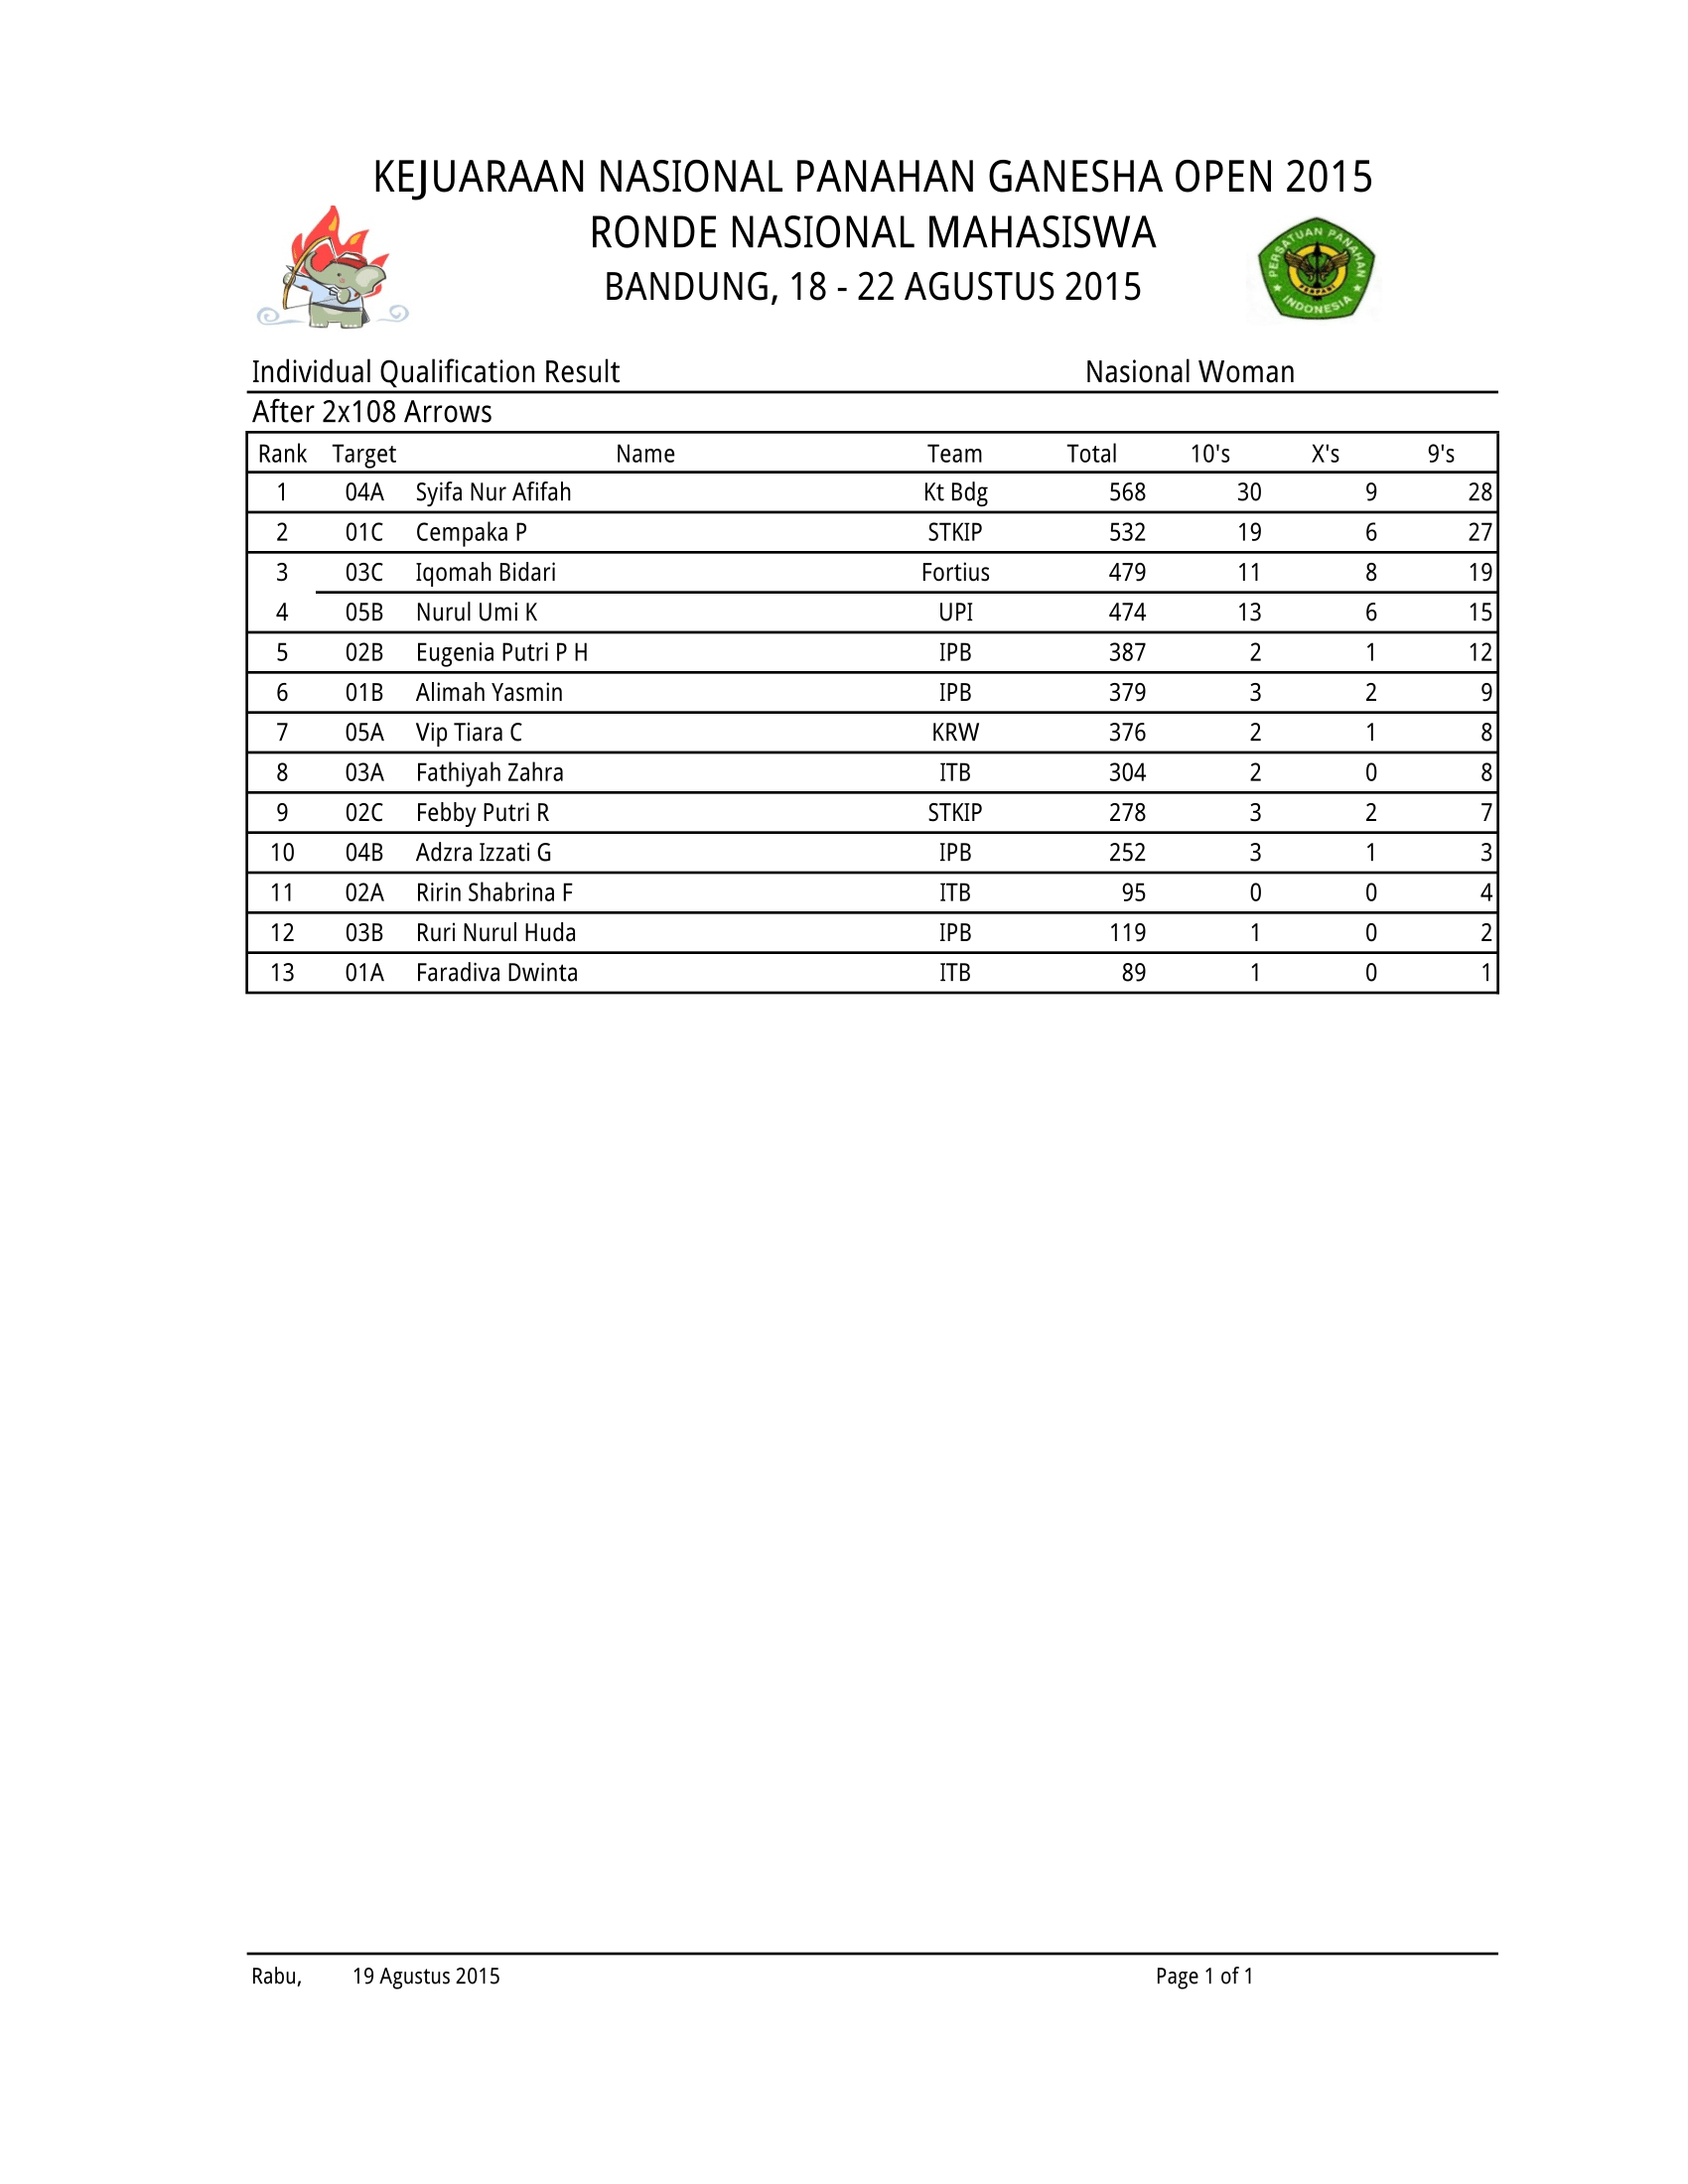 KEJUARAAN NASIONAL PANAHAN GANESHA OPEN 2015
RONDE NASIONAL MAHASISWA
BANDUNG, 18 - 22 AGUSTUS 2015
PERSATUAN PANAHAN
PERPANI
INDONESIA
Individual Qualification Result Nasional Woman
After 2x108 Arrows
Rank Target Name Team Total 10's X's 9's
1 04A Syifa Nur Afifah Kt Bdg 568 30 9 28
2 01C Cempaka P STKIP 532 19 6 27
3 03C Iqomah Bidari Fortius 479 11 8 19
4 05B Nurul Umi K UPI 474 13 6 15
5 02B Eugenia Putri P H IPB 387 2 1 12
6 01B Alimah Yasmin IPB 379 3 2 9
7 05A Vip Tiara C KRW 376 2 1 8
8 03A Fathiyah Zahra ITB 304 2 0 8
9 02C Febby Putri R STKIP 278 3 2 7
10 04B Adzra Izzati G IPB 252 3 1 3
11 02A Ririn Shabrina F ITB 95 0 0 4
12 03B Ruri Nurul Huda IPB 119 1 0 2
13 01A Faradiva Dwinta ITB 89 1 0 1
Rabu, 19 Agustus 2015 Page 1 of 1